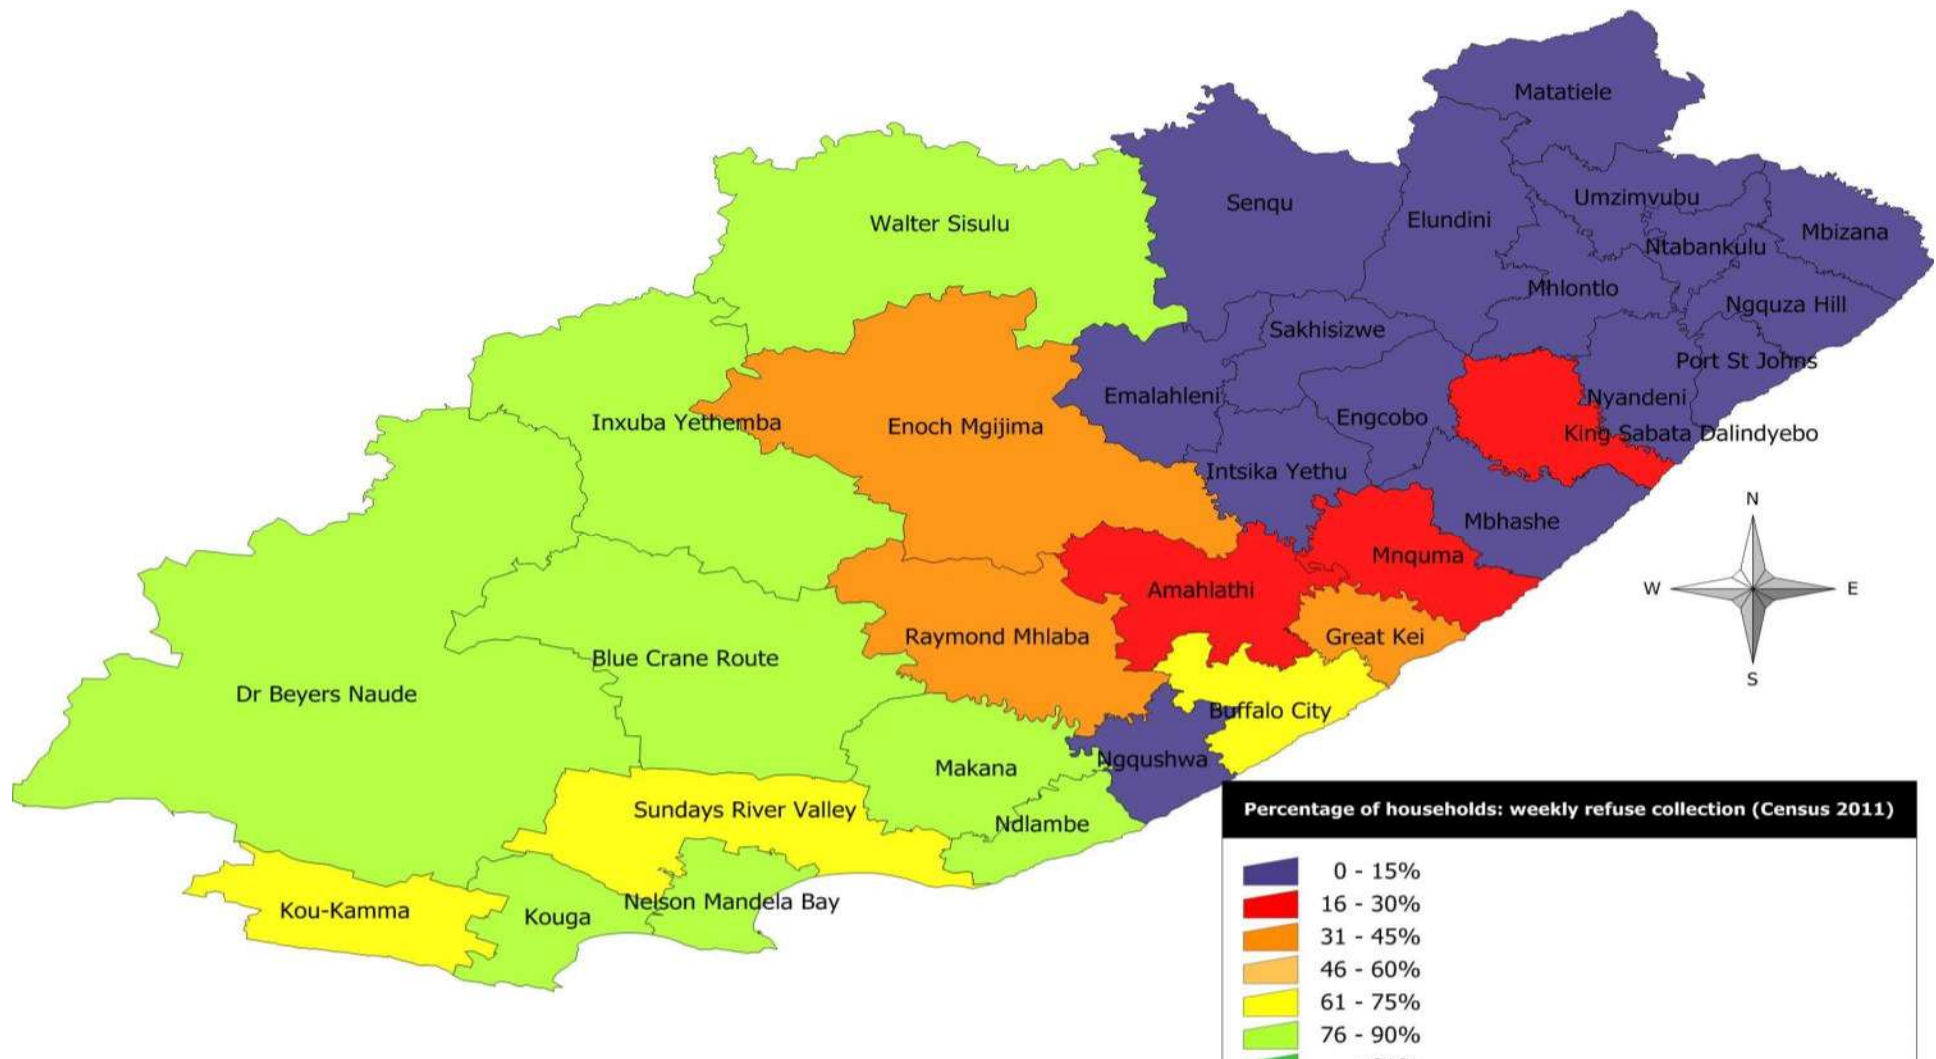 Matatiele
Umzimvubu
Senqu
Elundini
Walter Sisulu
Mbizana
Ntabankulu
Mhlontlo
Ngquza Hill
Sakhisizwe
Port St Johns
Emalahleni
Nyandeni
Engcobo
Inxuba Yethemba
Enoch Mgijima
King Sabata Dalindyebo
Intsika Yethu
N
Mbhashe
Mnquma
W
E
Amahlathi
Raymond Mhlaba
Great Kei
Blue Crane Route
S
Dr Beyers Naude
Buffalo City
Ngqushwa
Makana
Sundays River Valley
Ndlambe
Nelson Mandela Bay
Kou-Kamma
Kouga
Percentage of households: weekly refuse collection (Census 2011)
0 - 15%
16 - 30%
31 - 45%
46 - 60%
61 - 75%
76 - 90%